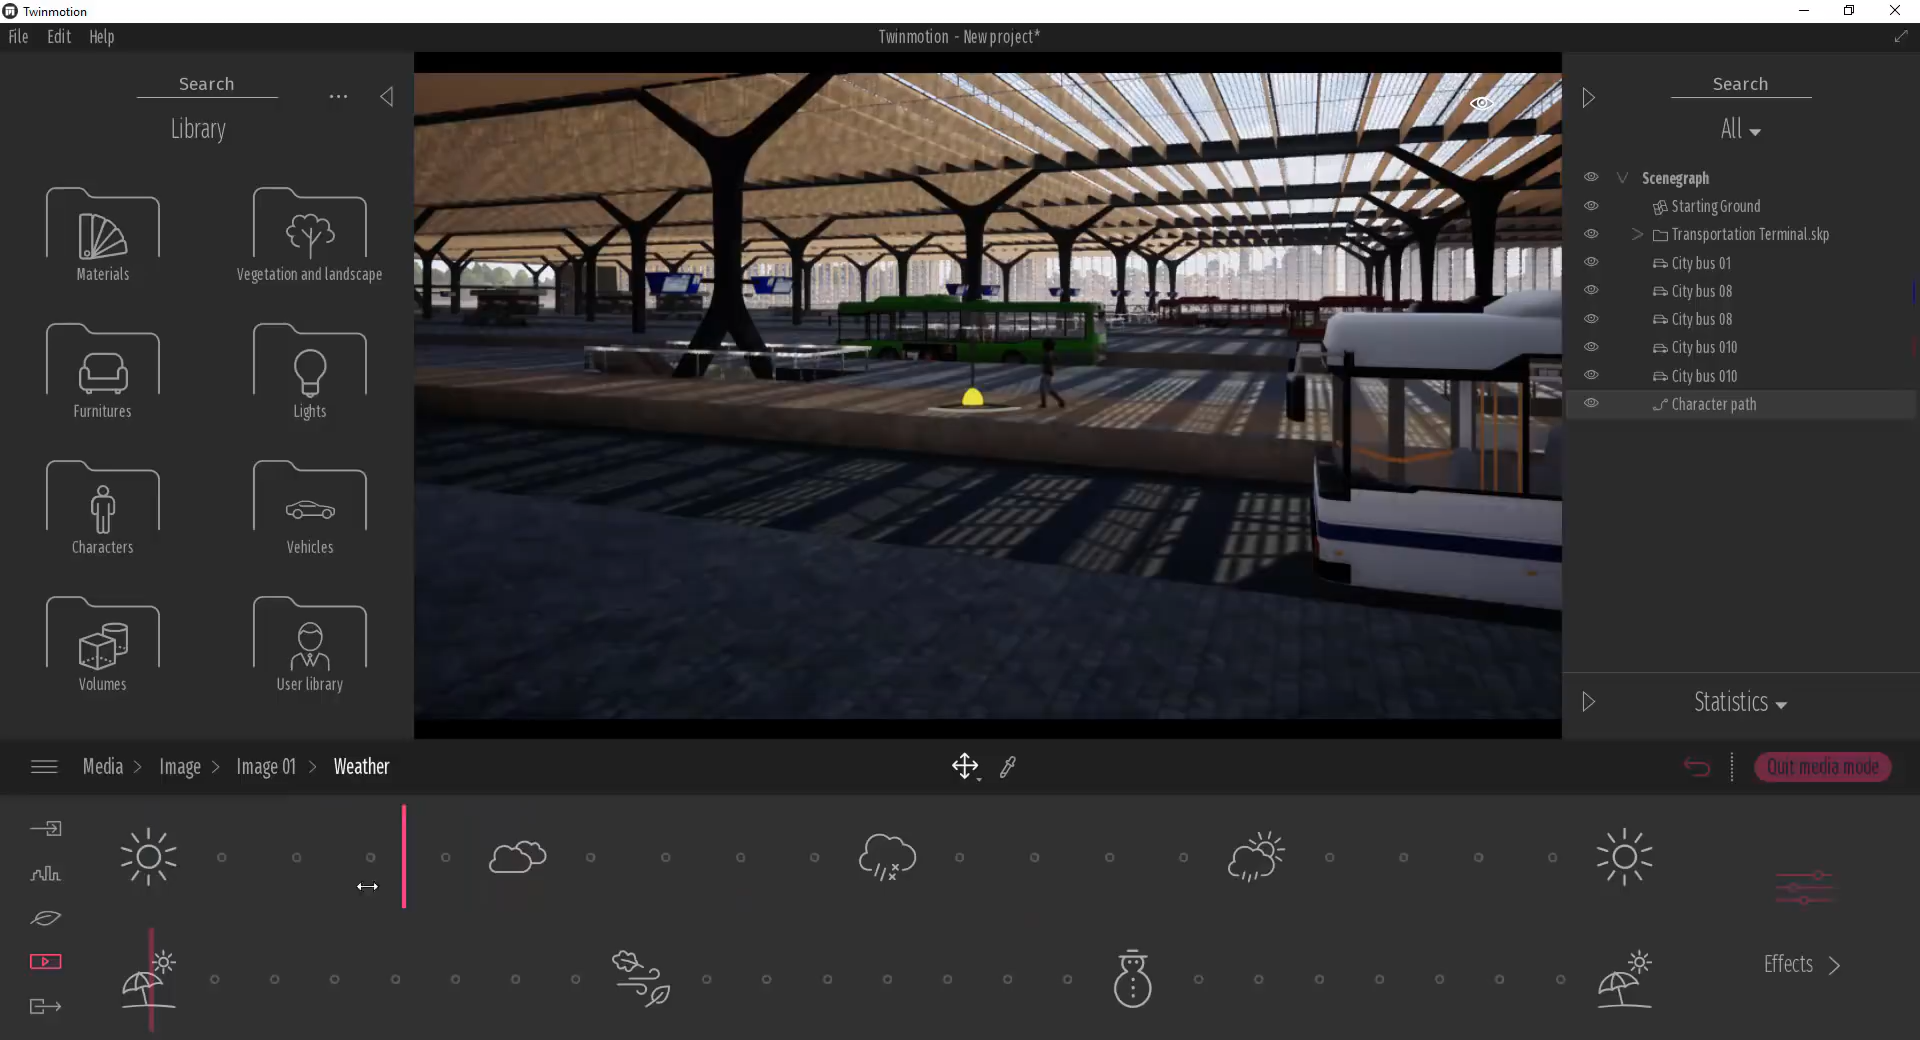 Twinmotion
File Edit Help
Twinmotion - New project*
Search
Library
Materials
Vegetation and landscape
Furnitures
Lights
Characters
Vehicles
Volumes
User library
Search
All
Scenegraph
Starting Ground
Transportation Terminal.skp
City bus 01
City bus 08
City bus 08
City bus 010
City bus 010
Character path
Statistics
Media > Image > Image 01 > Weather
Quit media mode
Effects